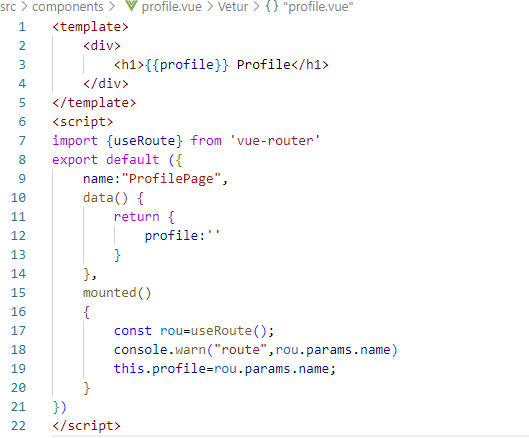 src > components > profile.vue > Vetur > {} "profile.vue"
1 <template>
2 <div>
3 <h1>{{profile}} Profile</h1>
4 </div>
5 </template>
6 <script>
7 import {useRoute} from 'vue-router'
8 export default ({
9 name:"ProfilePage",
10 data() {
11 return {
12 profile:''
13 }
14 },
15 mounted()
16 {
17 const rou=useRoute();
18 console.warn("route",rou.params.name)
19 this.profile=rou.params.name;
20 }
21 })
22 </script>